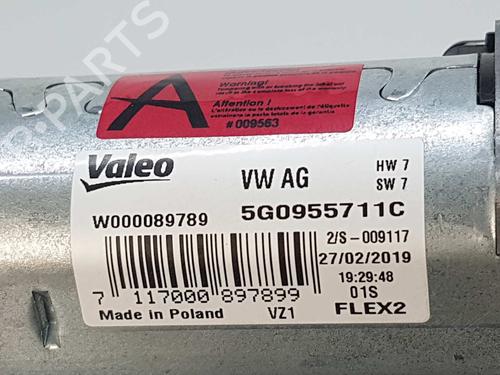 Warning!
Attention !
# 009563
A
Valeo
VW AG
HW 7
SW 7
W000089789
5G0955711C
2/S-009117
27/02/2019
19:29:48
7 117000 897899
01S
Made in Poland
VZ1
FLEX2